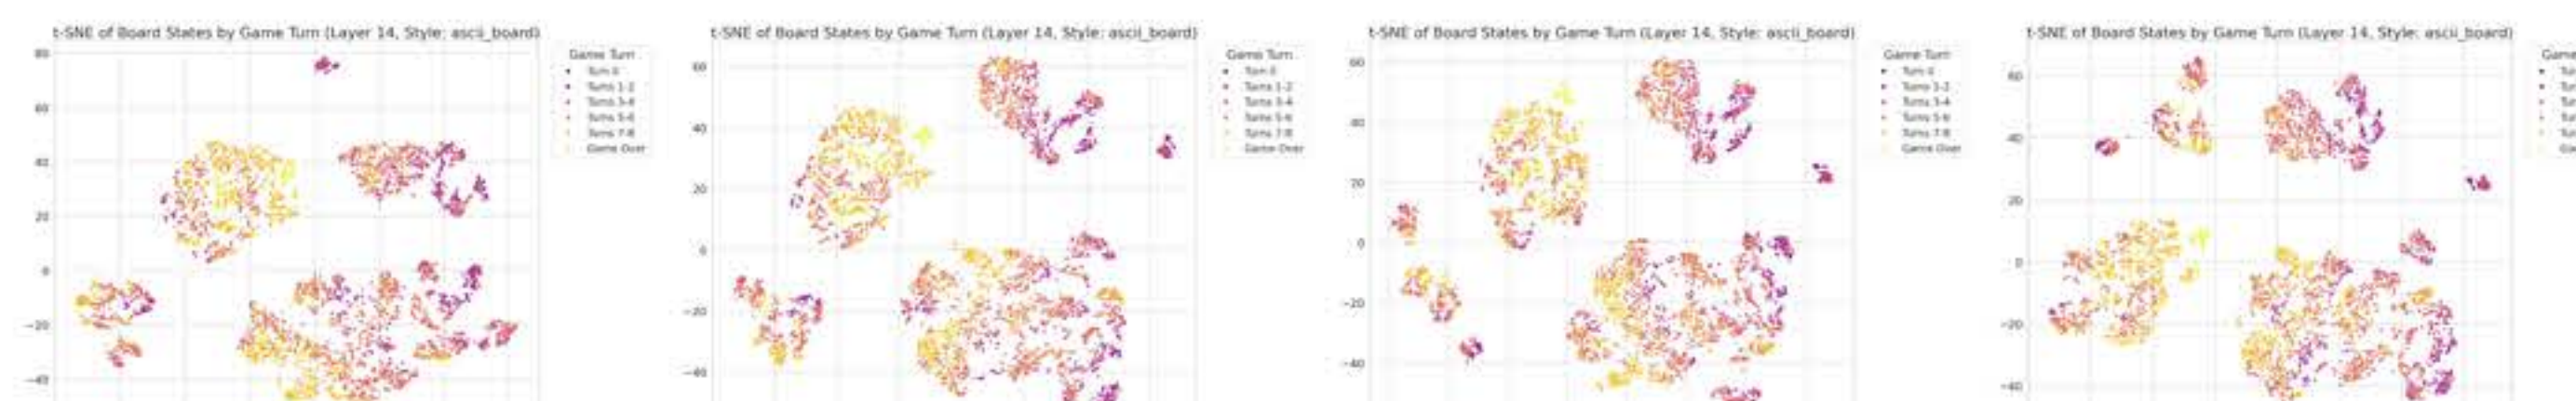 t-SNE of Board States by Game Turn (Layer 14, Style: ascii_board)
Game Turn
Turn 0
Turns 1-2
Turns 3-4
Turns 5-6
Turns 7-8
Game Over
80
60
40
20
0
−20
−40
t-SNE of Board States by Game Turn (Layer 14, Style: ascii_board)
Game Turn
Turn 0
Turns 1-2
Turns 3-4
Turns 5-6
Turns 7-8
Game Over
60
40
20
0
−20
−40
t-SNE of Board States by Game Turn (Layer 14, Style: ascii_board)
Game Turn
Turn 0
Turns 1-2
Turns 3-4
Turns 5-6
Turns 7-8
Game Over
60
40
20
0
−20
−40
t-SNE of Board States by Game Turn (Layer 14, Style: ascii_board)
Game
60
40
20
0
−20
−40